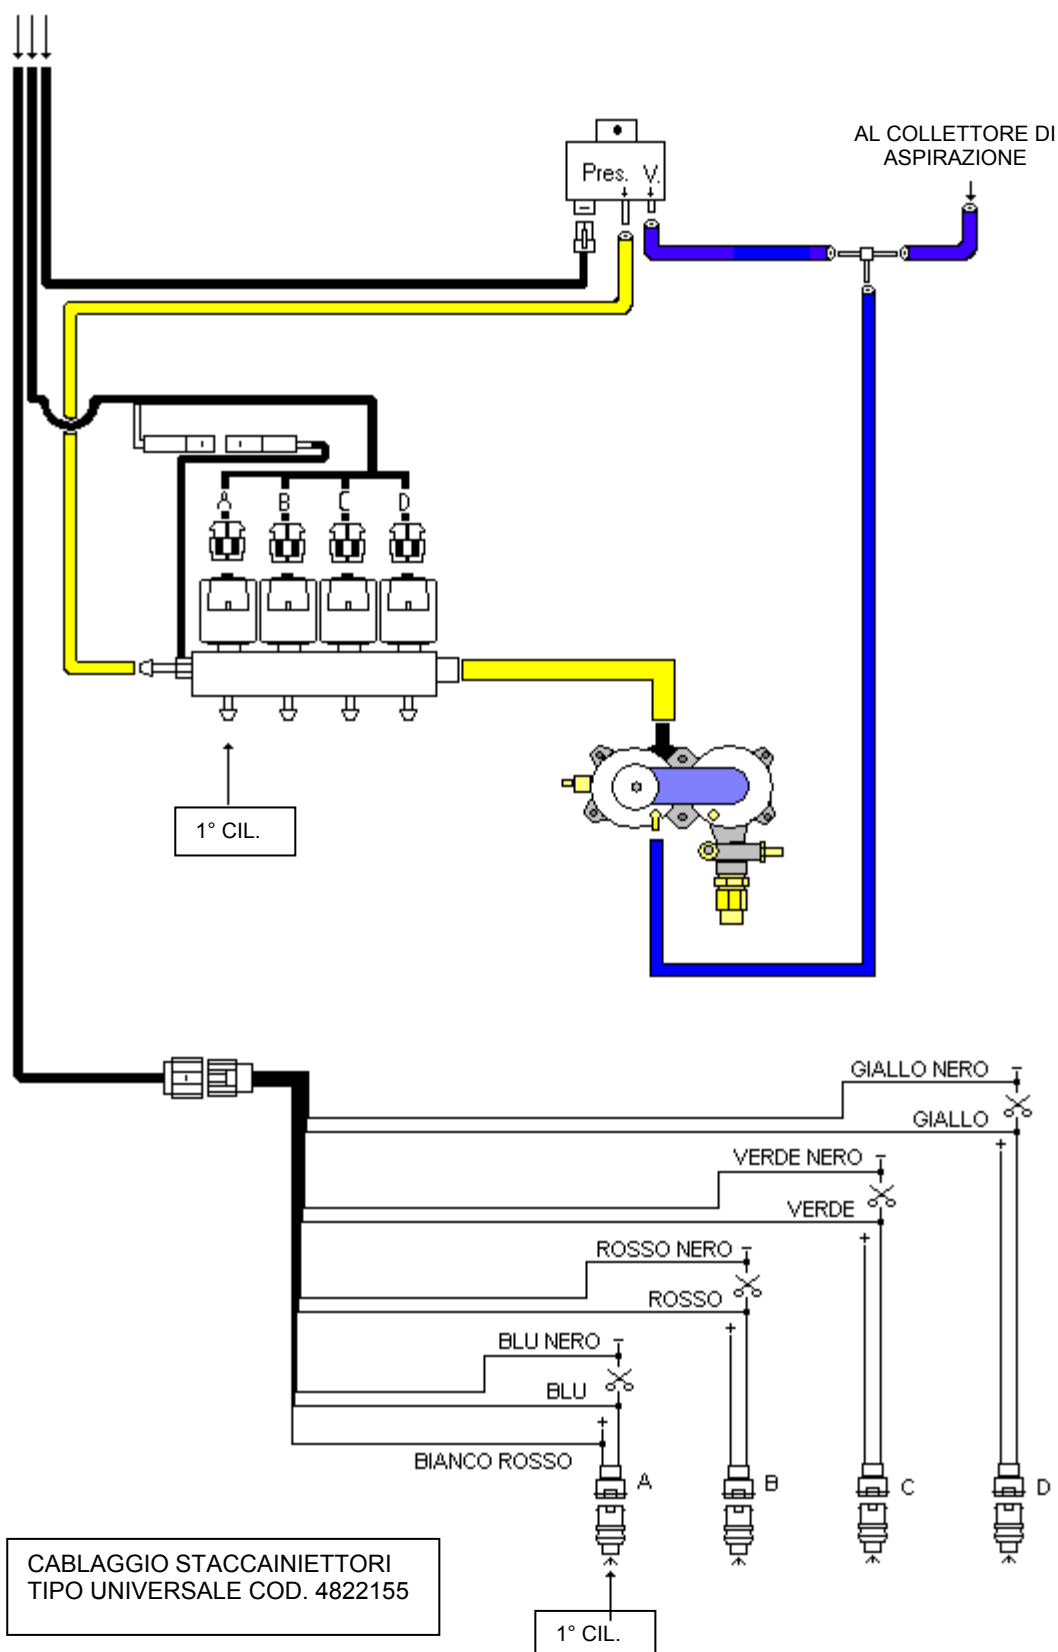 AL COLLETTORE DI
ASPIRAZIONE
Pres. V.
A B C D
1° CIL.
GIALLO NERO -
GIALLO
+
VERDE NERO -
VERDE
+
ROSSO NERO -
ROSSO
+
BLU NERO -
BLU
+
BIANCO ROSSO
A B C D
CABLAGGIO STACCAINIETTORI
TIPO UNIVERSALE COD. 4822155
1° CIL.